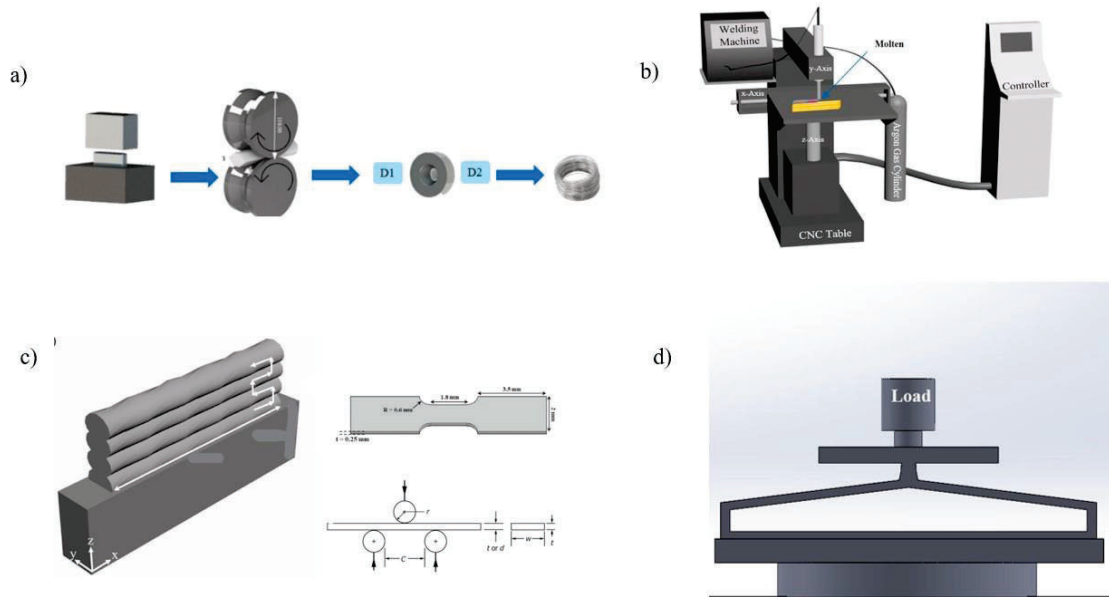 a)
D1
D2
b)
Welding
Machine
Molten
y-Axis
x-Axis
z-Axis
Argon Gas Cylinder
Controller
CNC Table
c)
z
y
x
3.5 mm
1.8 mm
R = 0.6 mm
2 mm
t = 0.25 mm
r
C
t or d
w
t
d)
Load